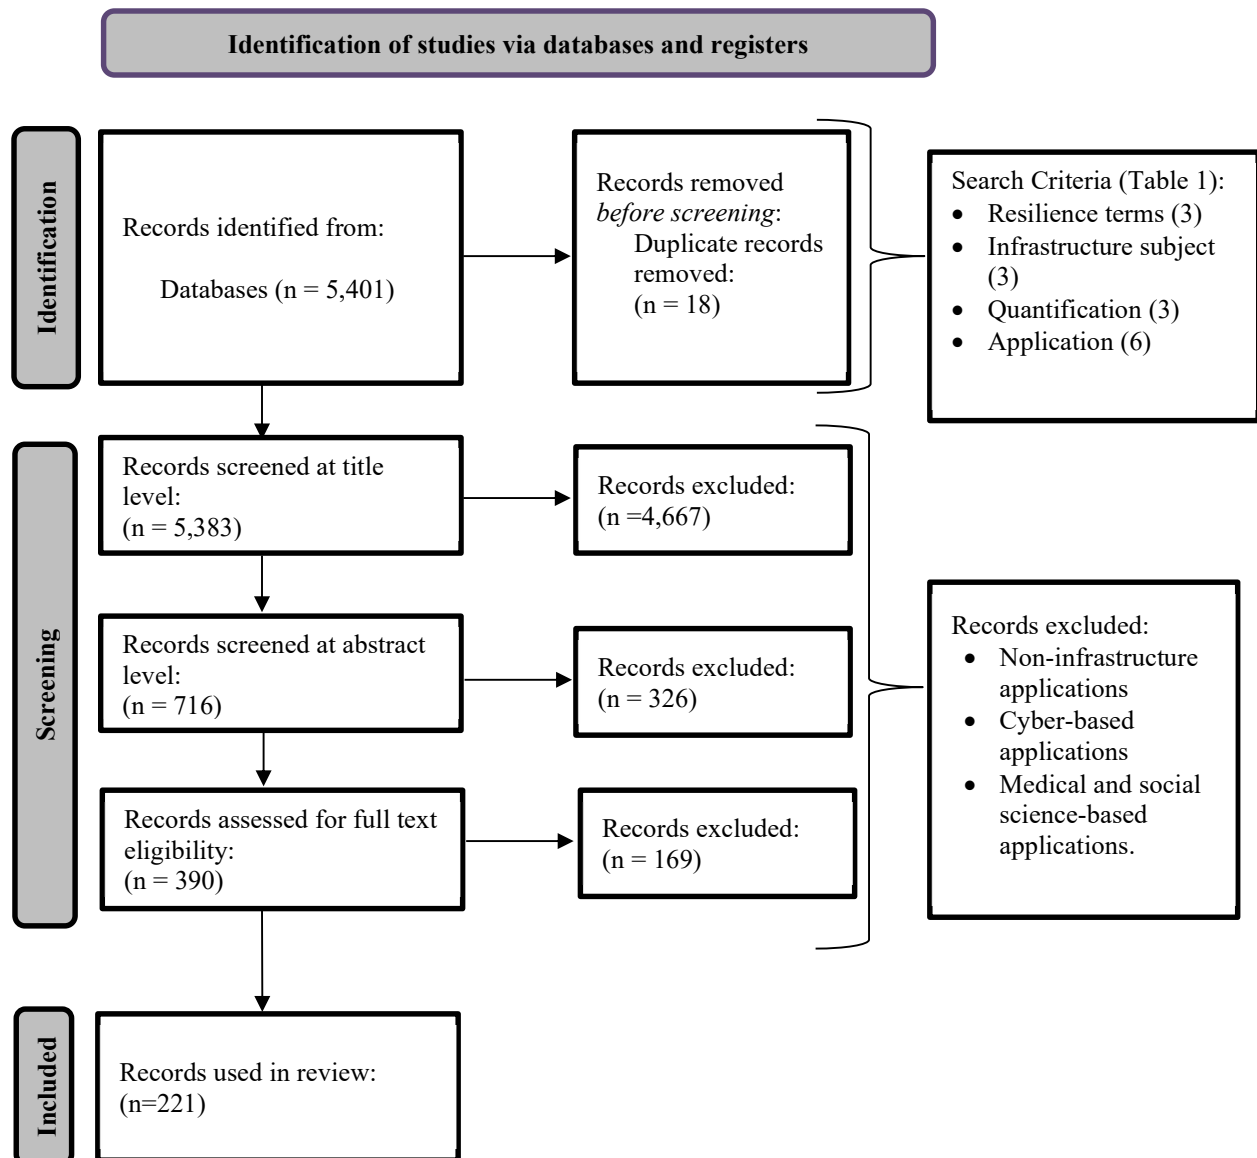 Identification of studies via databases and registers
Identification
Records identified from:
Databases (n = 5,401)
Records removed
before screening:
Duplicate records
removed:
(n = 18)
Search Criteria (Table 1):
• Resilience terms (3)
• Infrastructure subject
(3)
• Quantification (3)
• Application (6)
Screening
Records screened at title
level:
(n = 5,383)
Records excluded:
(n =4,667)
Records screened at abstract
level:
(n = 716)
Records excluded:
(n = 326)
Records assessed for full text
eligibility:
(n = 390)
Records excluded:
(n = 169)
Records excluded:
• Non-infrastructure
applications
• Cyber-based
applications
• Medical and social
science-based
applications.
Included
Records used in review:
(n=221)